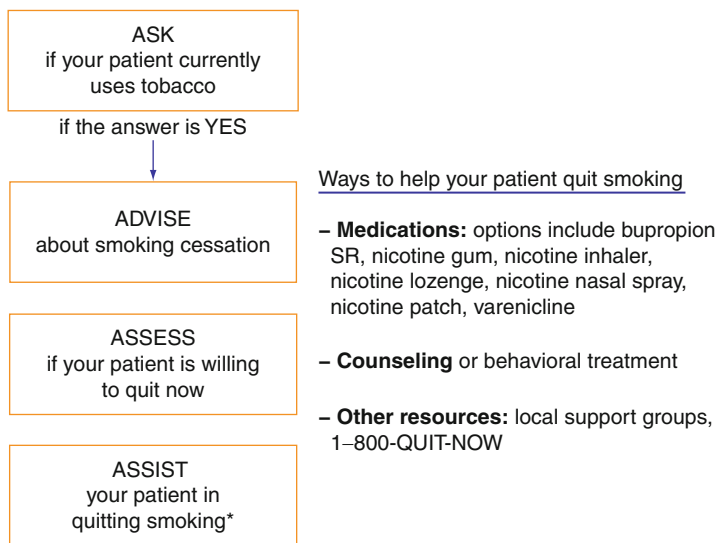 ASK
if your patient currently
uses tobacco
if the answer is YES
ADVISE
about smoking cessation
ASSESS
if your patient is willing
to quit now
ASSIST
your patient in
quitting smoking*
Ways to help your patient quit smoking
– Medications: options include bupropion
SR, nicotine gum, nicotine inhaler,
nicotine lozenge, nicotine nasal spray,
nicotine patch, varenicline
– Counseling or behavioral treatment
– Other resources: local support groups,
1–800-QUIT-NOW